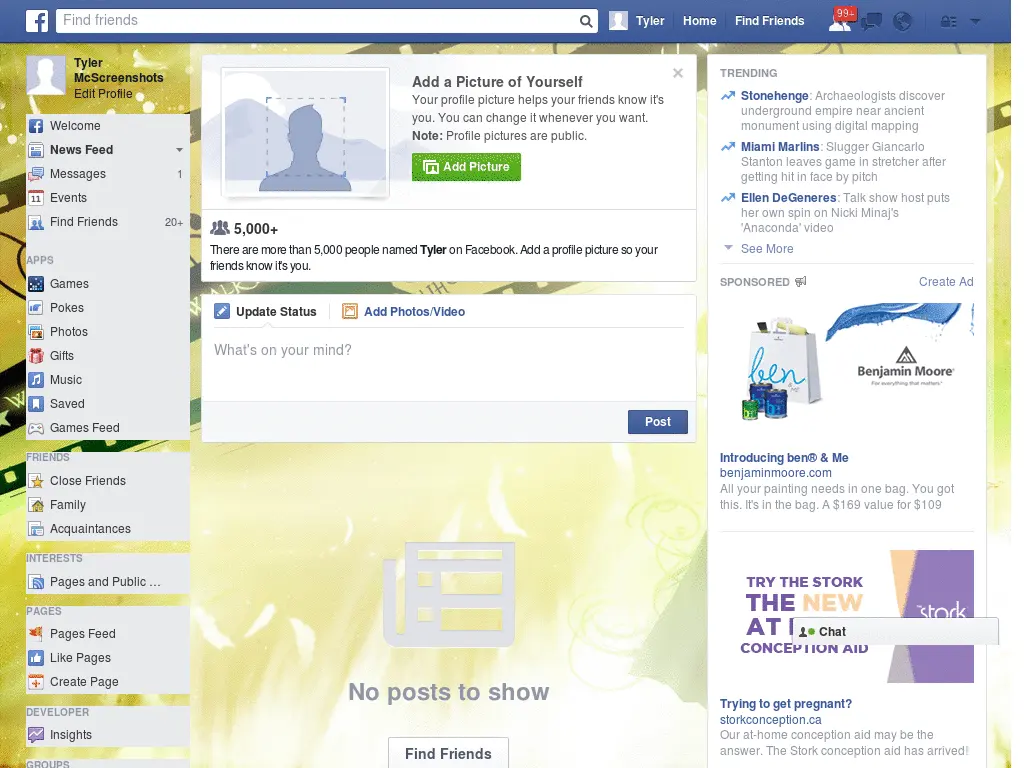 Find friends
Tyler
Home
Find Friends
99+
Tyler
McScreenshots
Edit Profile
Welcome
News Feed
Messages 1
11 Events
Find Friends 20+
APPS
Games
Pokes
Photos
Gifts
Music
Saved
Games Feed
FRIENDS
Close Friends
Family
Acquaintances
INTERESTS
Pages and Public ...
PAGES
Pages Feed
Like Pages
Create Page
DEVELOPER
Insights
GROUPS
Add a Picture of Yourself
Your profile picture helps your friends know it's
you. You can change it whenever you want.
Note: Profile pictures are public.
Add Picture
5,000+
There are more than 5,000 people named Tyler on Facebook. Add a profile picture so your
friends know it's you.
Update Status
Add Photos/Video
What's on your mind?
Post
No posts to show
Find Friends
TRENDING
Stonehenge: Archaeologists discover
underground empire near ancient
monument using digital mapping
Miami Marlins: Slugger Giancarlo
Stanton leaves game in stretcher after
getting hit in face by pitch
Ellen DeGeneres: Talk show host puts
her own spin on Nicki Minaj's
'Anaconda' video
See More
SPONSORED
Create Ad
ben
Benjamin Moore®
For everything that matters.®
Introducing ben® & Me
benjaminmoore.com
All your painting needs in one bag. You got
this. It's in the bag. A $169 value for $109
TRY THE STORK
THE NEW
AT
CONCEPTION AID
stork
Chat
Trying to get pregnant?
storkconception.ca
Our at-home conception aid may be the
answer. The Stork conception aid has arrived!